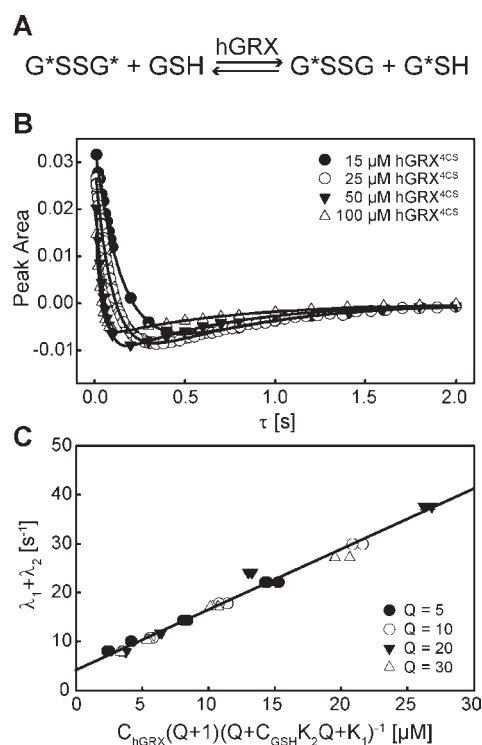 A
G*SSG* + GSH ⇌ G*SSG + G*SH
hGRX
B
Peak Area
0.03
0.02
0.01
0.00
-0.01
● 15 µM hGRX⁴ᶜˢ
○ 25 µM hGRX⁴ᶜˢ
▼ 50 µM hGRX⁴ᶜˢ
△ 100 µM hGRX⁴ᶜˢ
0.0 0.5 1.0 1.5 2.0
τ [s]
C
λ₁+λ₂ [s⁻¹]
50
40
30
20
10
0
● Q = 5
○ Q = 10
▼ Q = 20
△ Q = 30
0 5 10 15 20 25 30
C_hGRX(Q+1)(Q+C_GSHK₂Q+K₁)⁻¹ [µM]